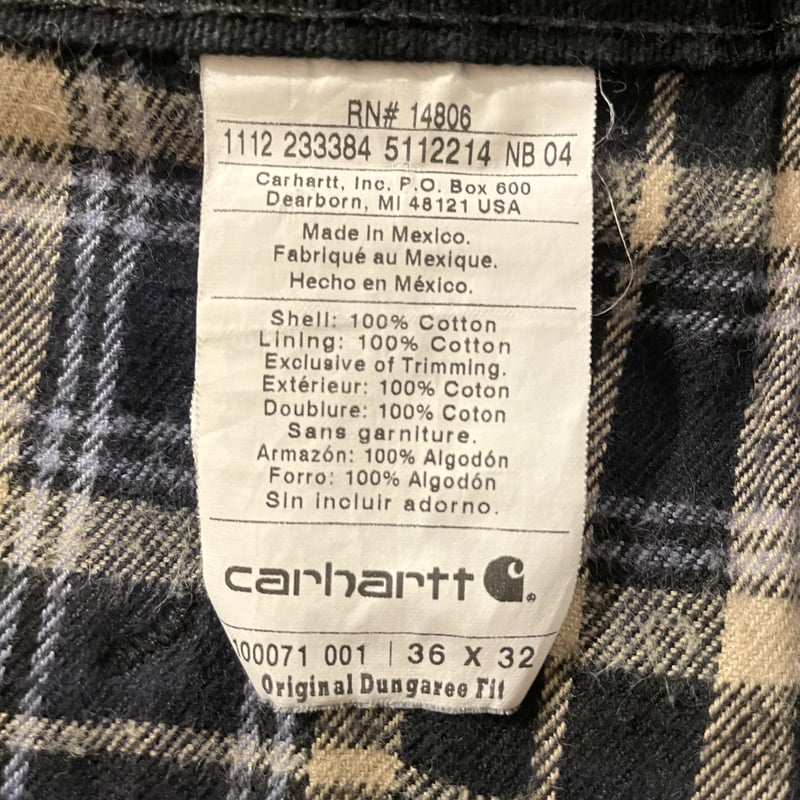 RN# 14806
1112 233384 5112214 NB 04
Carhartt, Inc. P.O. Box 600
Dearborn, MI 48121 USA
Made in Mexico.
Fabriqué au Mexique.
Hecho en México.
Shell: 100% Cotton
Lining: 100% Cotton
Exclusive of Trimming.
Extérieur: 100% Coton
Doublure: 100% Coton
Sans garniture.
Armazón: 100% Algodón
Forro: 100% Algodón
Sin incluir adorno.
carhartt
100071 001 | 36 X 32
Original Dungaree Fit